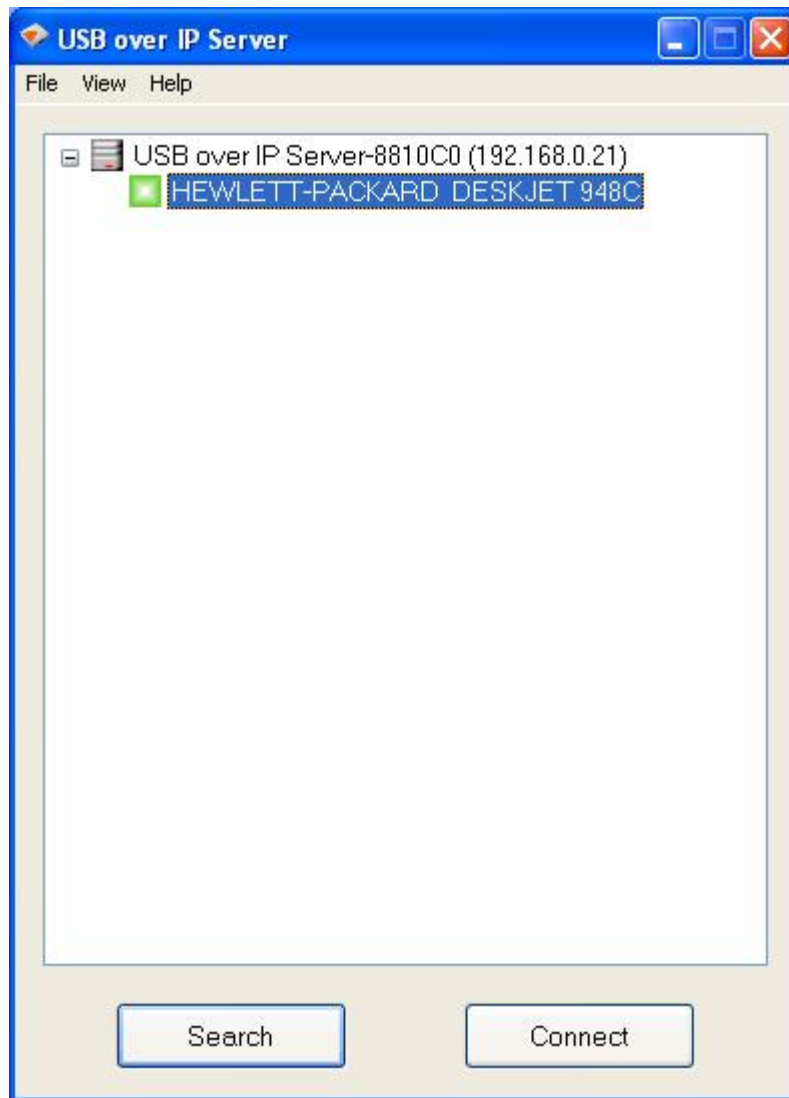 USB over IP Server
File View Help
USB over IP Server-8810C0 (192.168.0.21)
HEWLETT-PACKARD DESKJET 948C
Search Connect